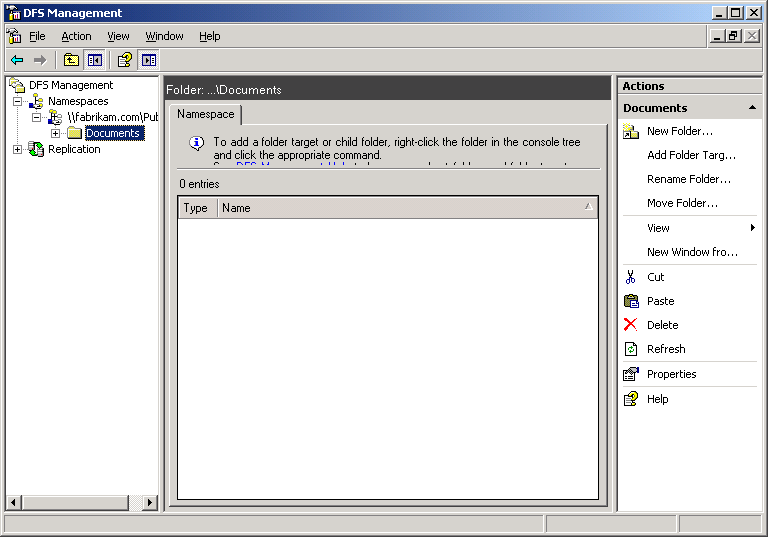 DFS Management
File Action View Window Help
DFS Management
Namespaces
\\fabrikam.com\Pub
Documents
Replication
Folder: ...\Documents
Namespace
To add a folder target or child folder, right-click the folder in the console tree
and click the appropriate command.
0 entries
Type Name
Actions
Documents
New Folder...
Add Folder Targ...
Rename Folder...
Move Folder...
View
New Window fro...
Cut
Paste
Delete
Refresh
Properties
Help